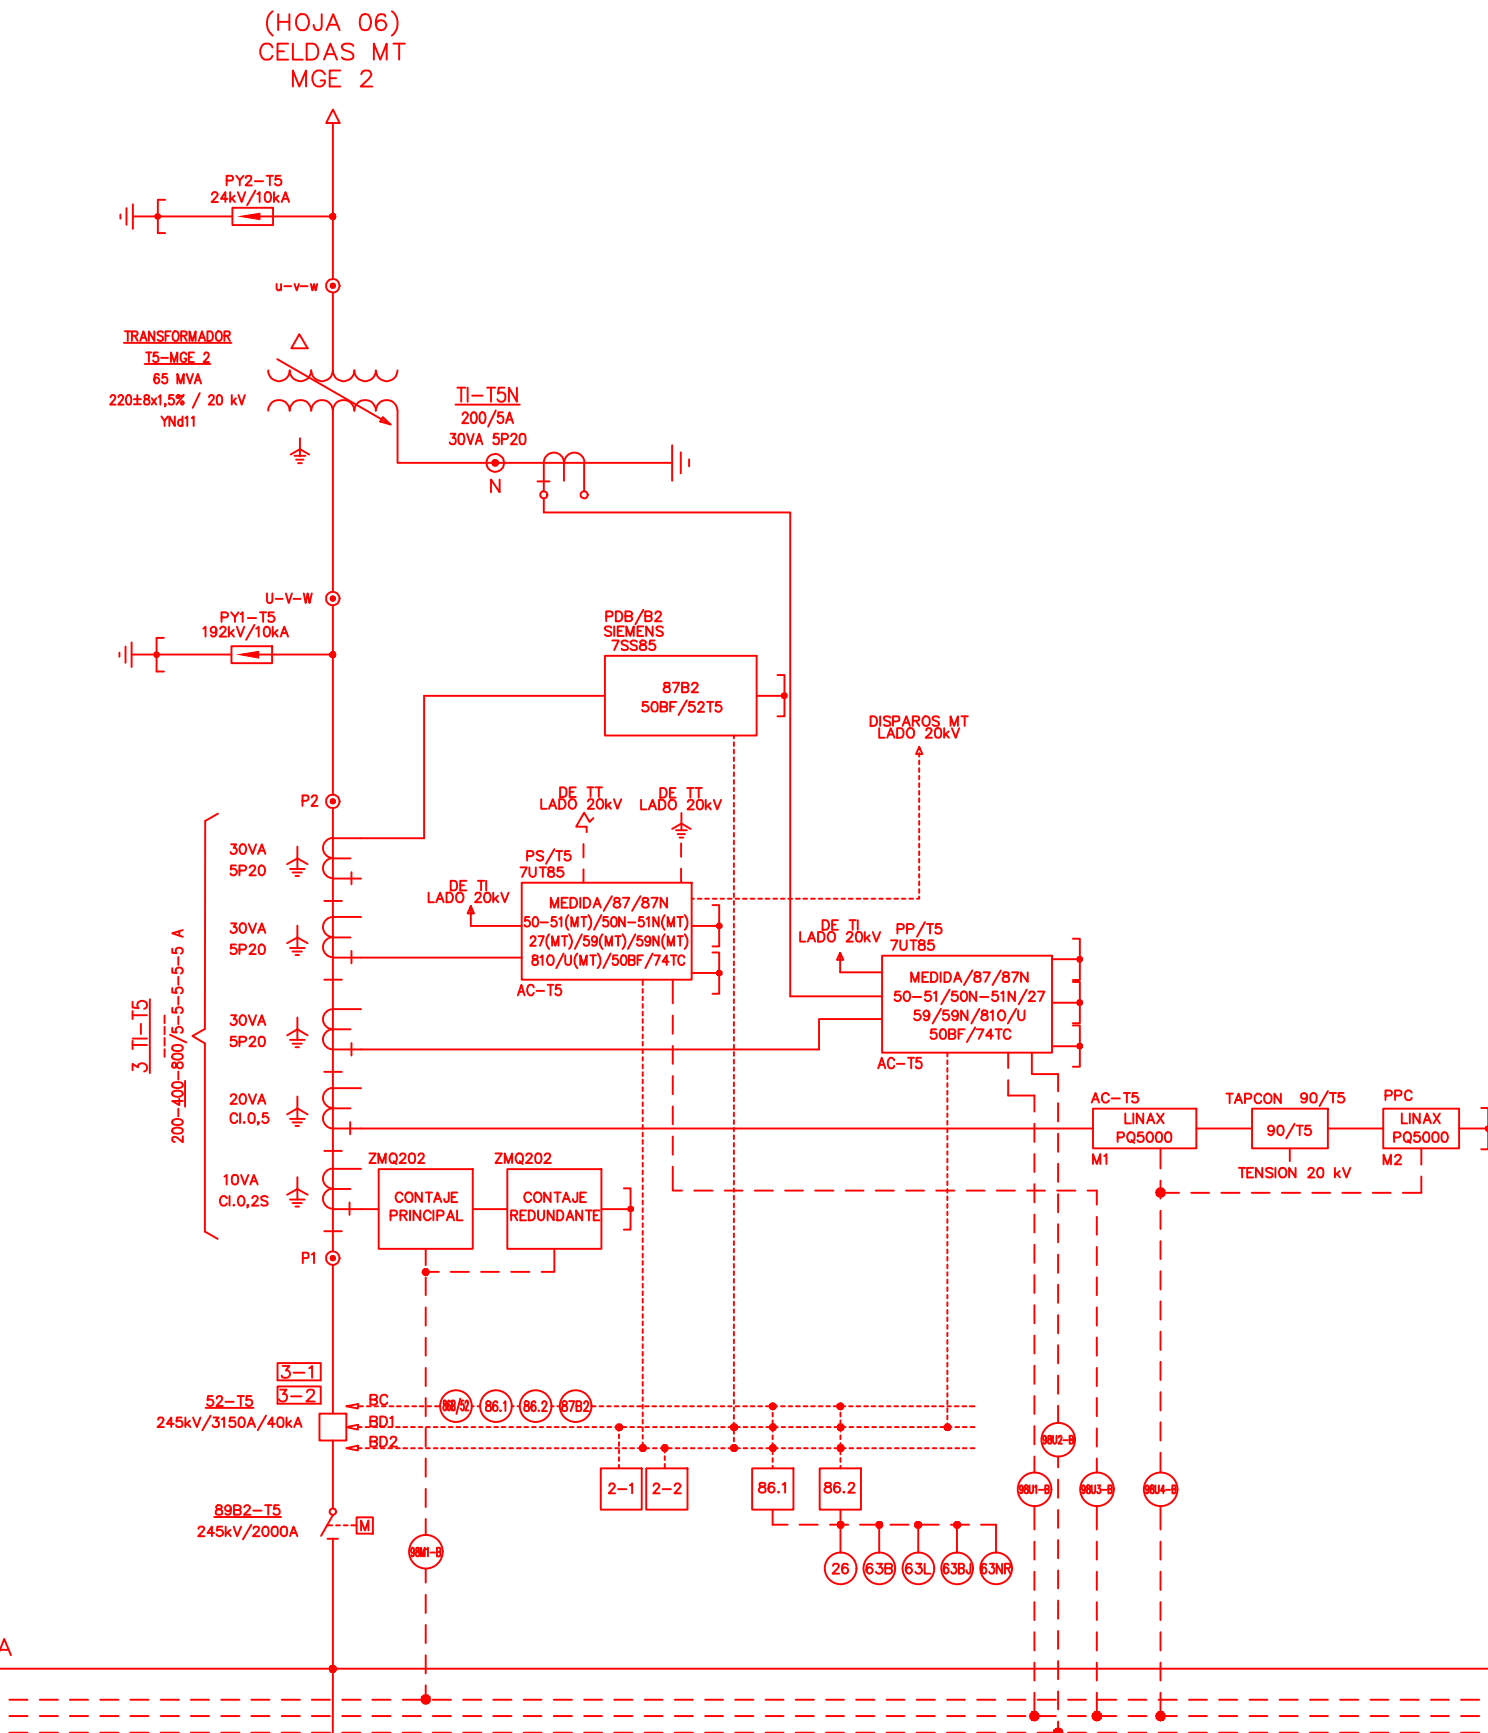 (HOJA 06)
CELDAS MT
MGE 2
PY2-T5
24kV/10kA
u-v-w
TRANSFORMADOR
T5-MGE 2
65 MVA
220±8x1,5% / 20 kV
YNd11
TI-T5N
200/5A
30VA 5P20
N
U-V-W
PY1-T5
192kV/10kA
PDB/B2
SIEMENS
7SS85
87B2
50BF/52T5
DISPAROS MT
LADO 20kV
P2
DE TT
LADO 20kV
DE TT
LADO 20kV
30VA
5P20
PS/T5
7UT85
DE TI
LADO 20kV
MEDIDA/87/87N
50-51(MT)/50N-51N(MT)
27(MT)/59(MT)/59N(MT)
81O/U(MT)/50BF/74TC
AC-T5
30VA
5P20
DE TI
LADO 20kV
PP/T5
7UT85
MEDIDA/87/87N
50-51/50N-51N/27
59/59N/81O/U
50BF/74TC
AC-T5
3 TI-T5
200-400-800/5-5-5-5-5 A
30VA
5P20
20VA
Cl.0,5
AC-T5
LINAX
PQ5000
M1
TAPCON 90/T5
90/T5
TENSION 20 kV
PPC
LINAX
PQ5000
M2
10VA
Cl.0,2S
ZMQ202
CONTAJE
PRINCIPAL
ZMQ202
CONTAJE
REDUNDANTE
P1
3-1
3-2
52-T5
245kV/3150A/40kA
BC
86.1
86.2
87B2
BD1
BD2
98U2-B
2-1
2-2
86.1
86.2
98U1-B
98U3-B
98U4-B
89B2-T5
245kV/2000A
M
98M1-B
26
63B
63L
63BJ
63NR
A